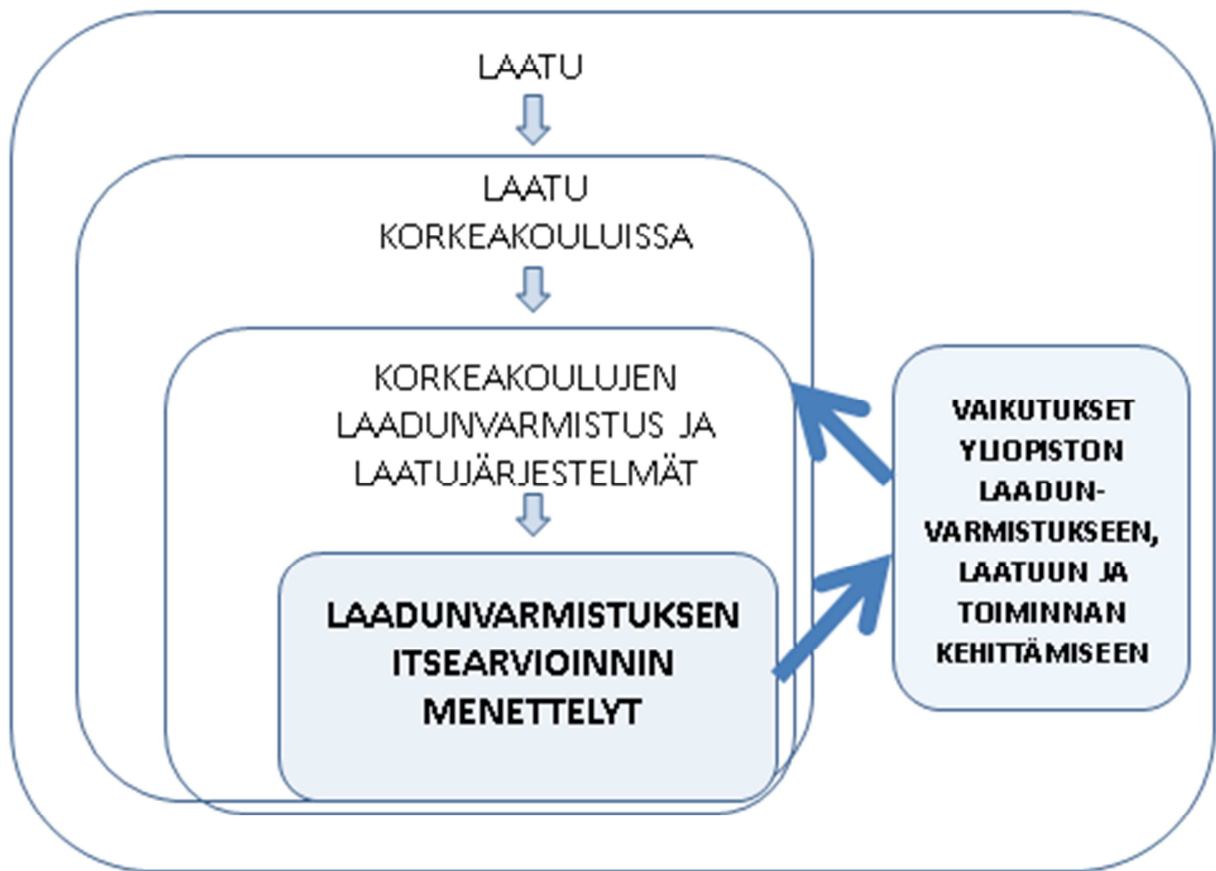 LAATU
LAATU
KORKEAKOULUISSA
KORKEAKOULUJEN
LAADUNVARMISTUS JA
LAATUJÄRJESTELMÄT
LAADUNVARMISTUKSEN
ITSEARVIOINNIN
MENETTELYT
VAIKUTUKSET
YLIOPISTON
LAADUN-
VARMISTUKSEEN,
LAATUUN JA
TOIMINNAN
KEHITTÄMISEEN